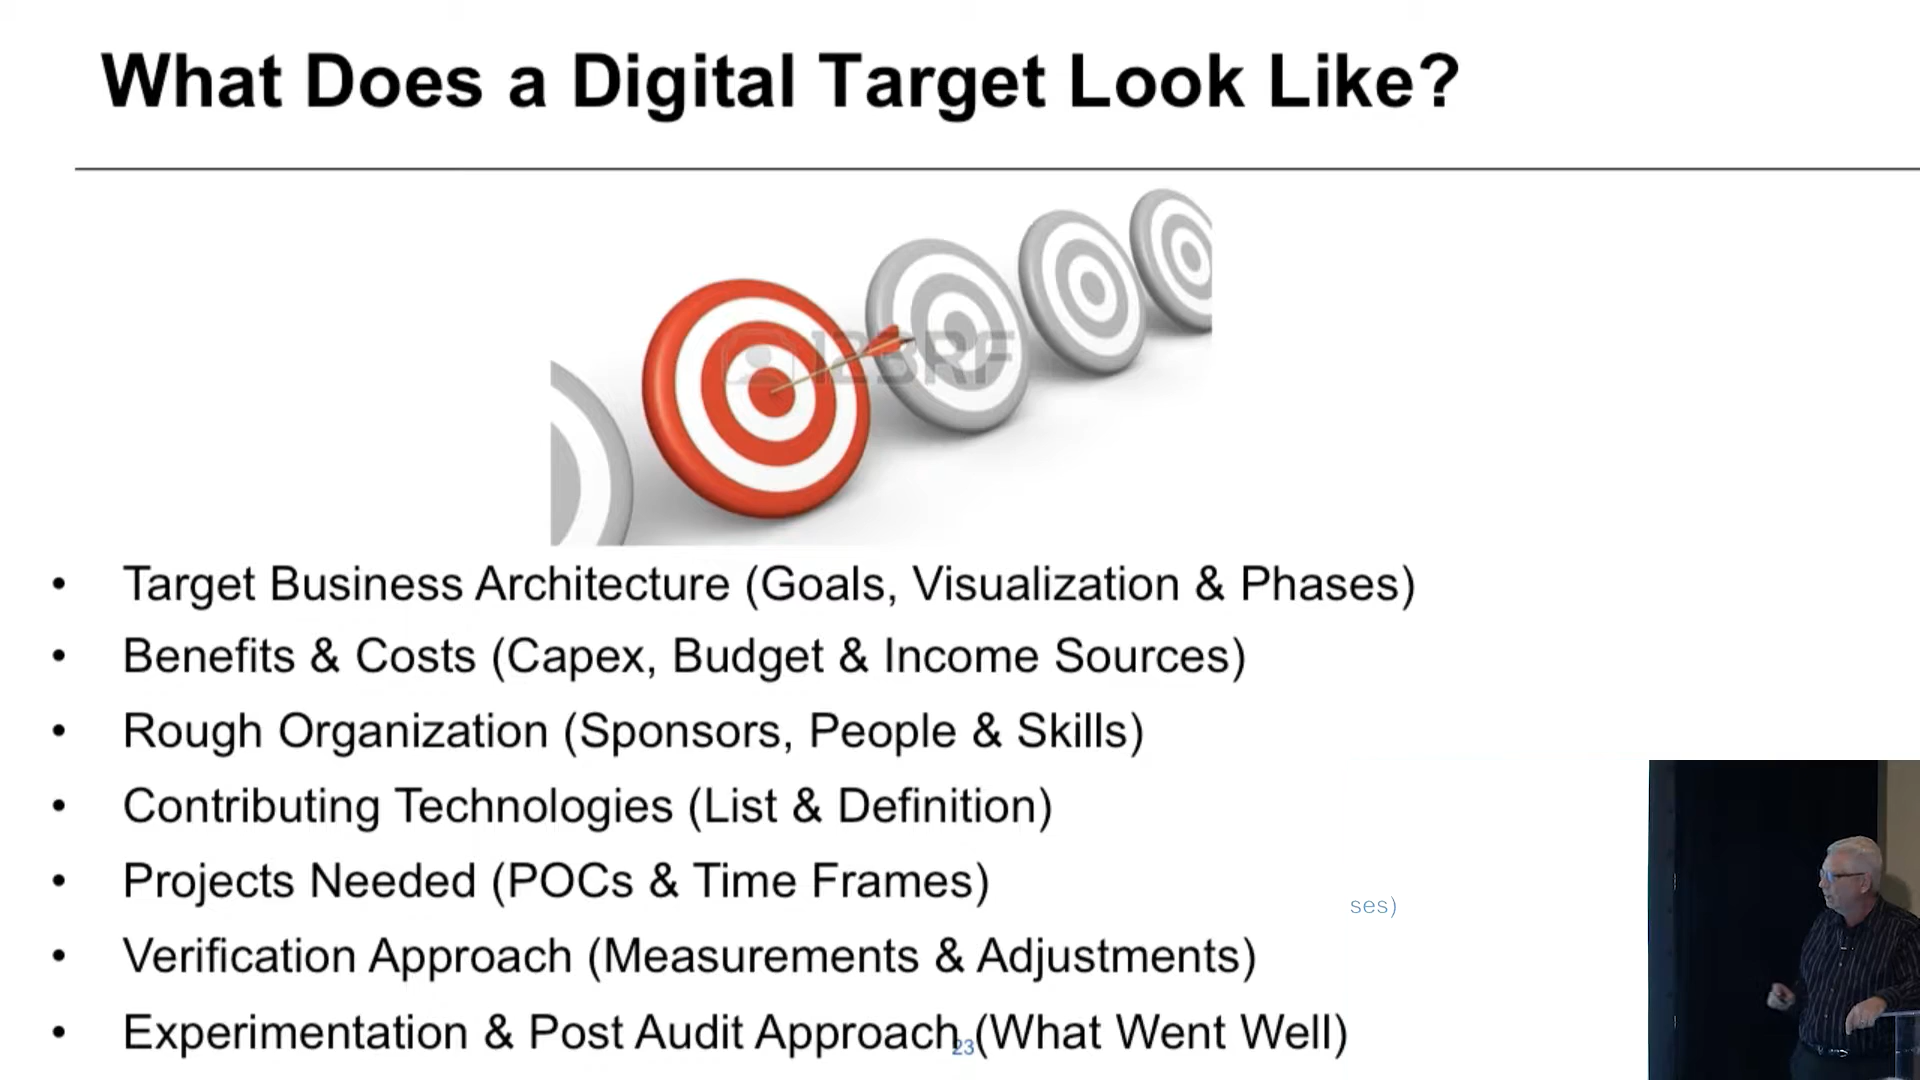 What Does a Digital Target Look Like?
123RF
• Target Business Architecture (Goals, Visualization & Phases)
• Benefits & Costs (Capex, Budget & Income Sources)
• Rough Organization (Sponsors, People & Skills)
• Contributing Technologies (List & Definition)
• Projects Needed (POCs & Time Frames)
ses)
• Verification Approach (Measurements & Adjustments)
• Experimentation & Post Audit Approach (What Went Well)
23